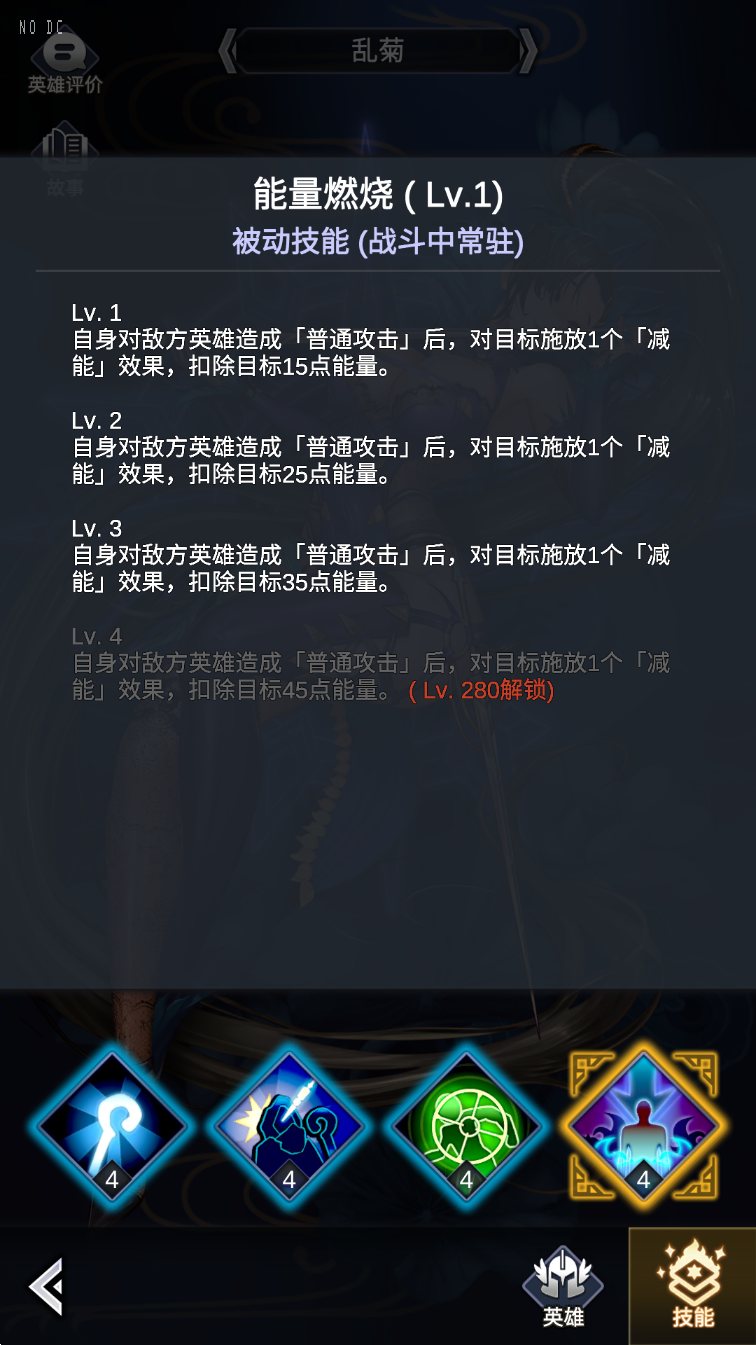 NO DC
英雄评价
乱菊
故事
能量燃烧 ( Lv.1)
被动技能 (战斗中常驻)
Lv. 1
自身对敌方英雄造成「普通攻击」后，对目标施放1个「减
能」效果，扣除目标15点能量。
Lv. 2
自身对敌方英雄造成「普通攻击」后，对目标施放1个「减
能」效果，扣除目标25点能量。
Lv. 3
自身对敌方英雄造成「普通攻击」后，对目标施放1个「减
能」效果，扣除目标35点能量。
Lv. 4
自身对敌方英雄造成「普通攻击」后，对目标施放1个「减
能」效果，扣除目标45点能量。 ( Lv. 280解锁)
4
4
4
4
英雄
技能